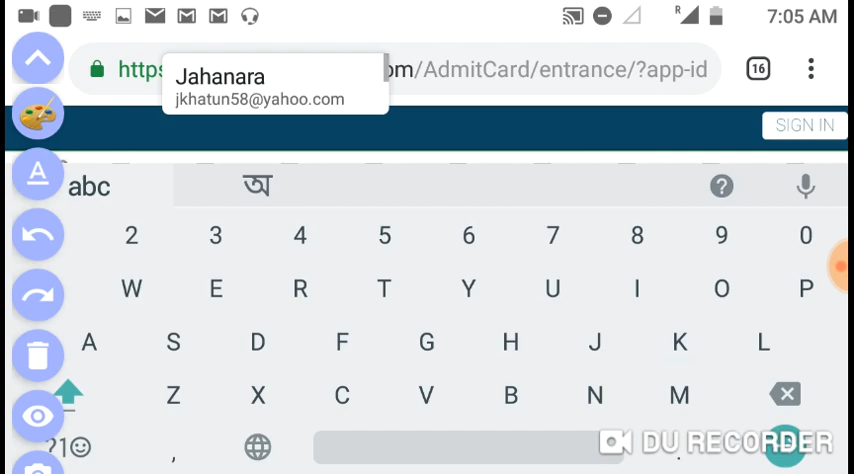 7:05 AM
https om/AdmitCard/entrance/?app-id
16
Jahanara
jkhatun58@yahoo.com
SIGN IN
A
abc
অ
?
2 3 4 5 6 7 8 9 0
W E R T Y U I O P
A S D F G H J K L
Z X C V B N M
?1 , .
DU RECORDER